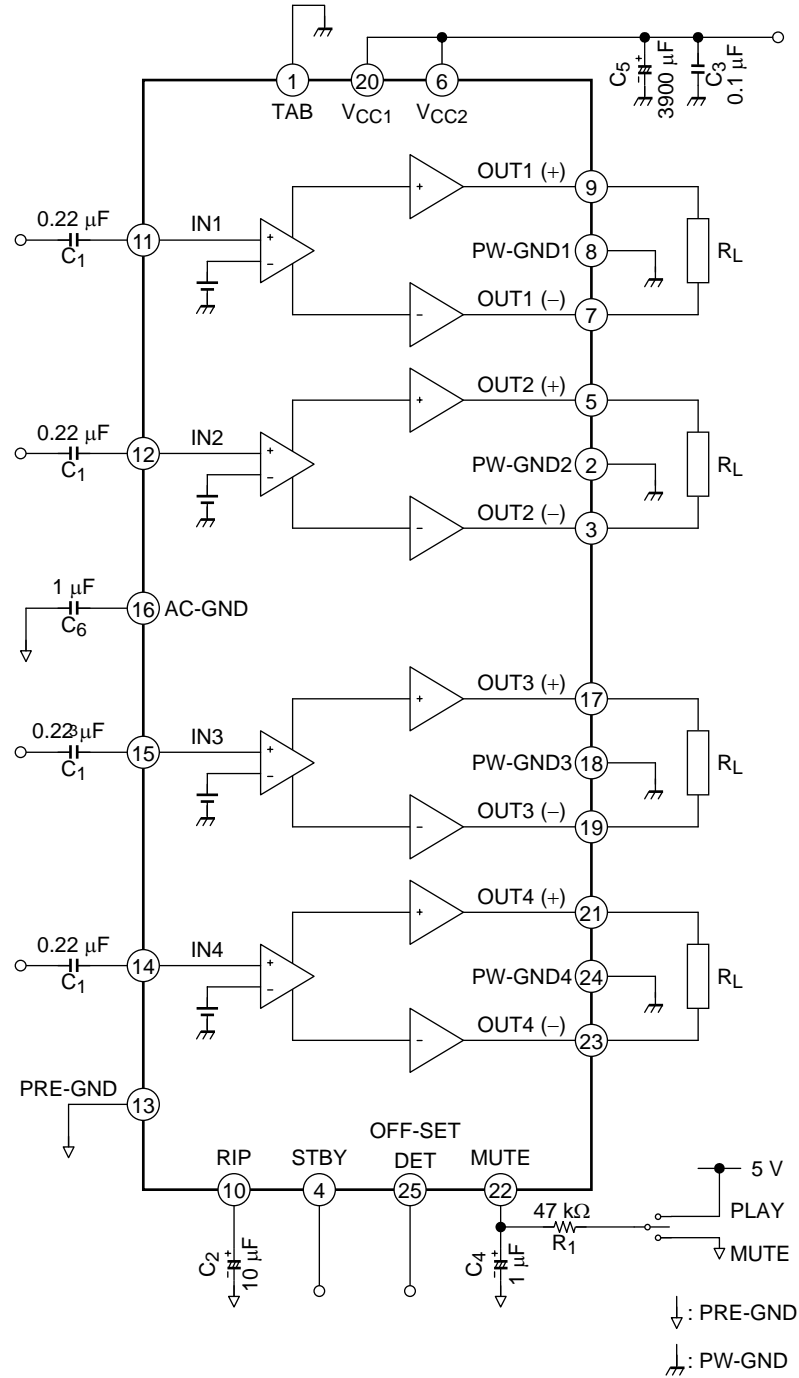 1
20
6
TAB
VCC1
VCC2
C5
3900 μF
C3
0.1 μF
+
-
OUT1 (+)
9
0.22 μF
C1
11
IN1
+
−
+
PW-GND1
8
RL
−
OUT1 (−)
7
OUT2 (+)
5
0.22 μF
C1
12
IN2
+
−
+
PW-GND2
2
RL
−
OUT2 (−)
3
1 μF
C6
16
AC-GND
OUT3 (+)
17
0.22 μF
3
C1
15
IN3
+
−
+
PW-GND3
18
RL
−
OUT3 (−)
19
OUT4 (+)
21
0.22 μF
C1
14
IN4
+
−
+
PW-GND4
24
RL
−
OUT4 (−)
23
PRE-GND
13
RIP
STBY
OFF-SET
DET
MUTE
10
4
25
22
C2
+
-
10 μF
C4
+
-
1 μF
47 kΩ
R1
5 V
PLAY
MUTE
: PRE-GND
: PW-GND